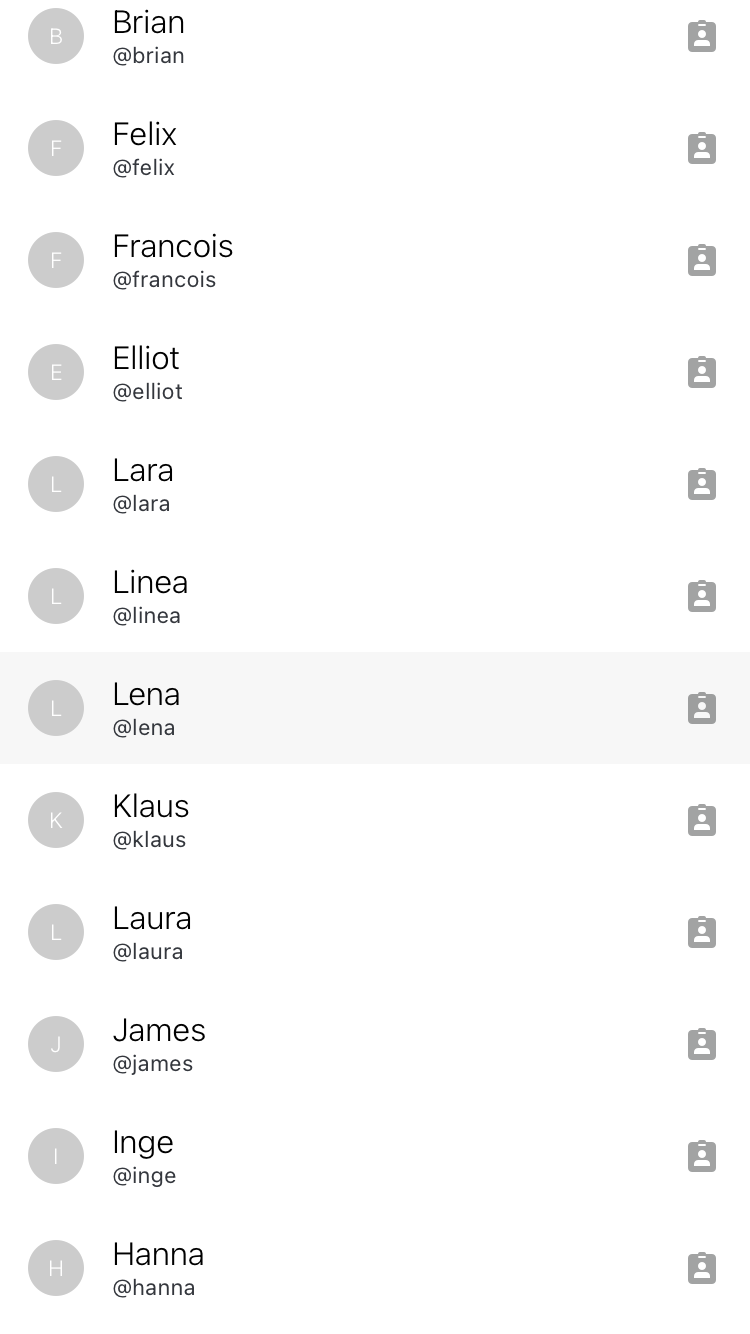 B
Brian
@brian
F
Felix
@felix
F
Francois
@francois
E
Elliot
@elliot
L
Lara
@lara
L
Linea
@linea
L
Lena
@lena
K
Klaus
@klaus
L
Laura
@laura
J
James
@james
I
Inge
@inge
H
Hanna
@hanna